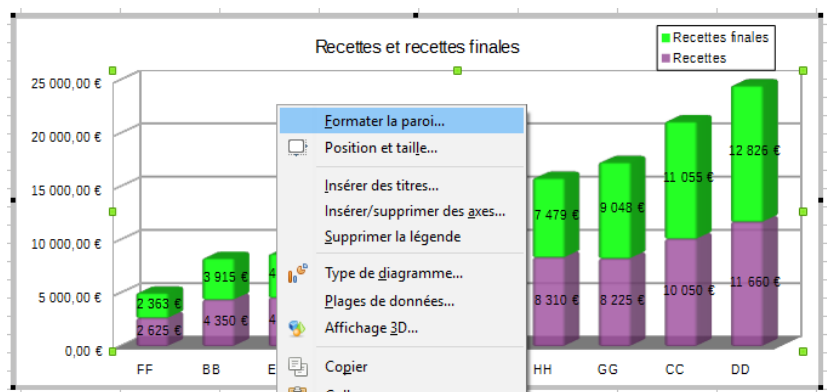 Recettes et recettes finales
Recettes finales
Recettes
25 000,00 €
20 000,00 €
15 000,00 €
10 000,00 €
5 000,00 €
0,00 €
Formater la paroi...
Position et taille...
Insérer des titres...
Insérer/supprimer des axes...
Supprimer la légende
Type de diagramme...
Plages de données...
Affichage 3D...
Copier
2 363 €
3 915 €
4
7 479 €
9 048 €
11 055 €
12 826 €
2 625 €
4 350 €
4
8 310 €
8 225 €
10 050 €
11 660 €
FF
BB
E
HH
GG
CC
DD